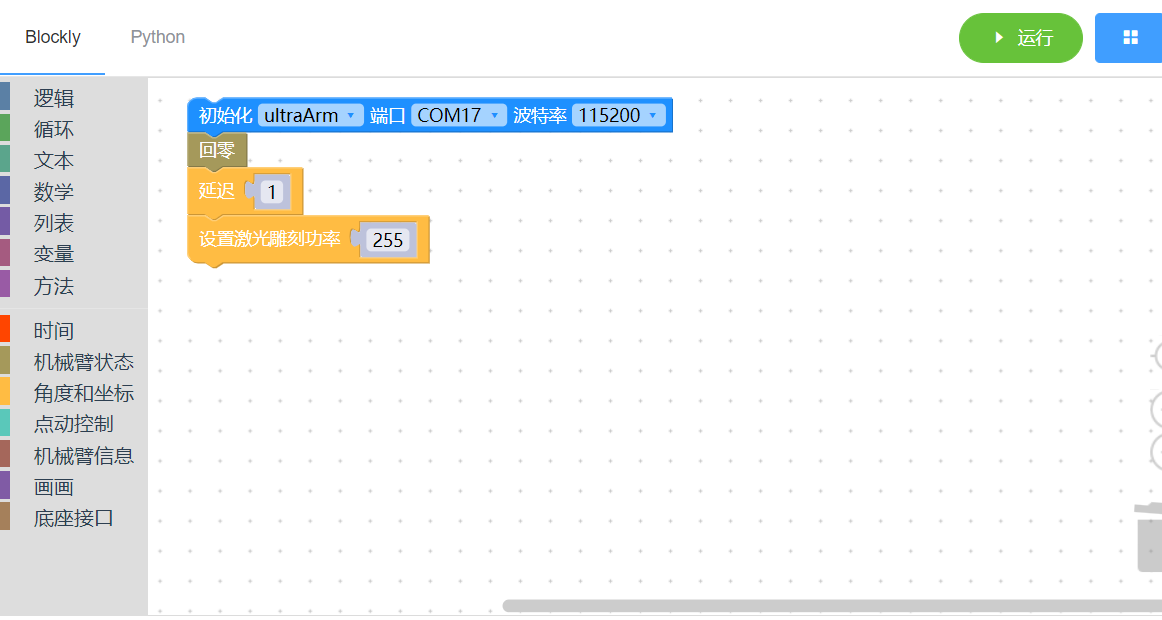 Blockly Python 运行
逻辑
循环
文本
数学
列表
变量
方法
时间
机械臂状态
角度和坐标
点动控制
机械臂信息
画画
底座接口
初始化 ultraArm 端口 COM17 波特率 115200
回零
延迟 1
设置激光雕刻功率 255